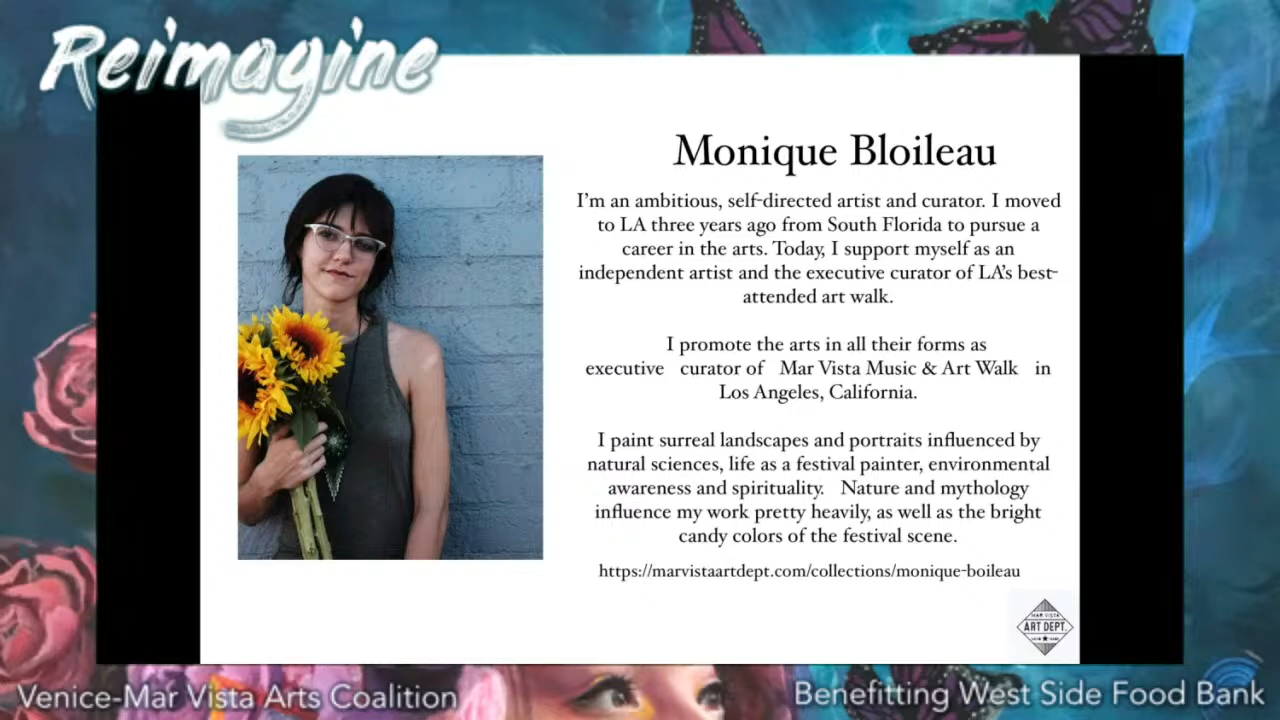 Reimagine
Monique Bloileau
I'm an ambitious, self-directed artist and curator. I moved
to LA three years ago from South Florida to pursue a
career in the arts. Today, I support myself as an
independent artist and the executive curator of LA's best-
attended art walk.
I promote the arts in all their forms as
executive curator of Mar Vista Music & Art Walk in
Los Angeles, California.
I paint surreal landscapes and portraits influenced by
natural sciences, life as a festival painter, environmental
awareness and spirituality. Nature and mythology
influence my work pretty heavily, as well as the bright
candy colors of the festival scene.
https://marvistaartdept.com/collections/monique-boileau
MAR VISTA
ART DEPT.
Venice-Mar Vista Arts Coalition
Benefitting West Side Food Bank